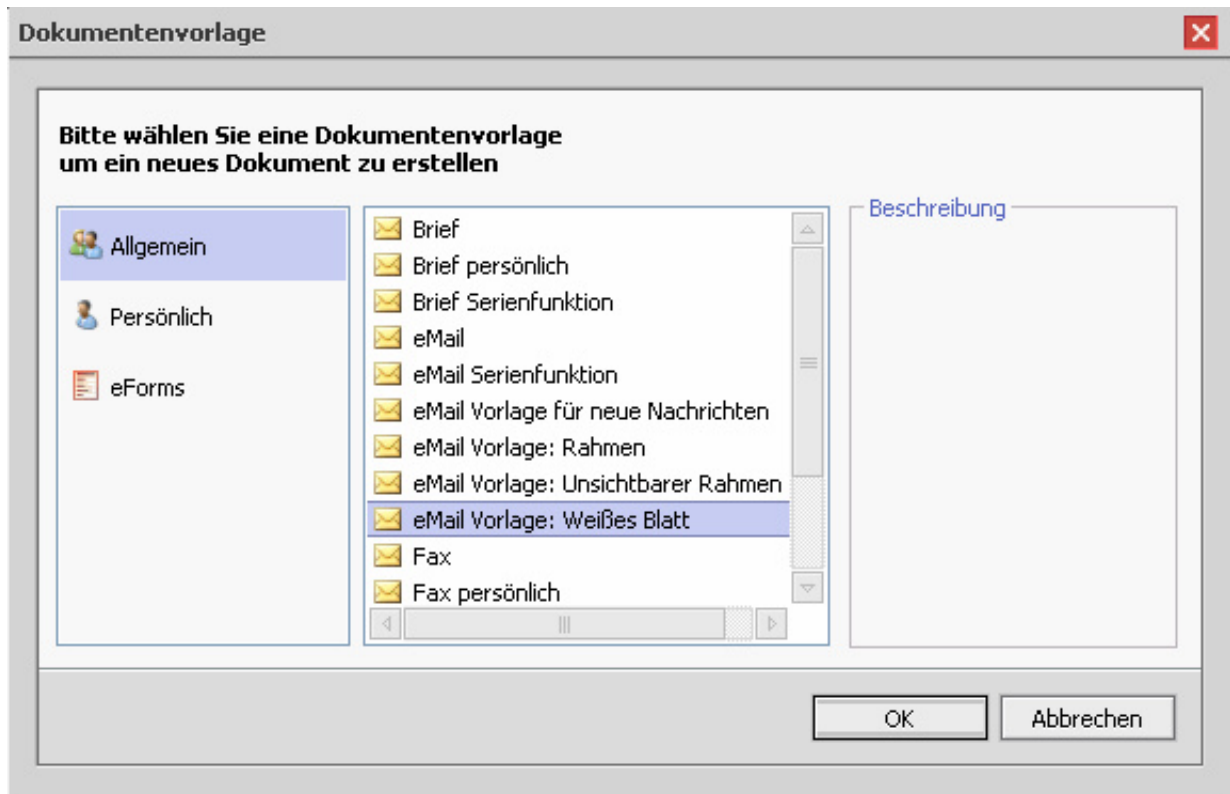 Dokumentenvorlage
Bitte wählen Sie eine Dokumentenvorlage
um ein neues Dokument zu erstellen
Allgemein
Persönlich
eForms
Brief
Brief persönlich
Brief Serienfunktion
eMail
eMail Serienfunktion
eMail Vorlage für neue Nachrichten
eMail Vorlage: Rahmen
eMail Vorlage: Unsichtbarer Rahmen
eMail Vorlage: Weißes Blatt
Fax
Fax persönlich
Beschreibung
OK
Abbrechen